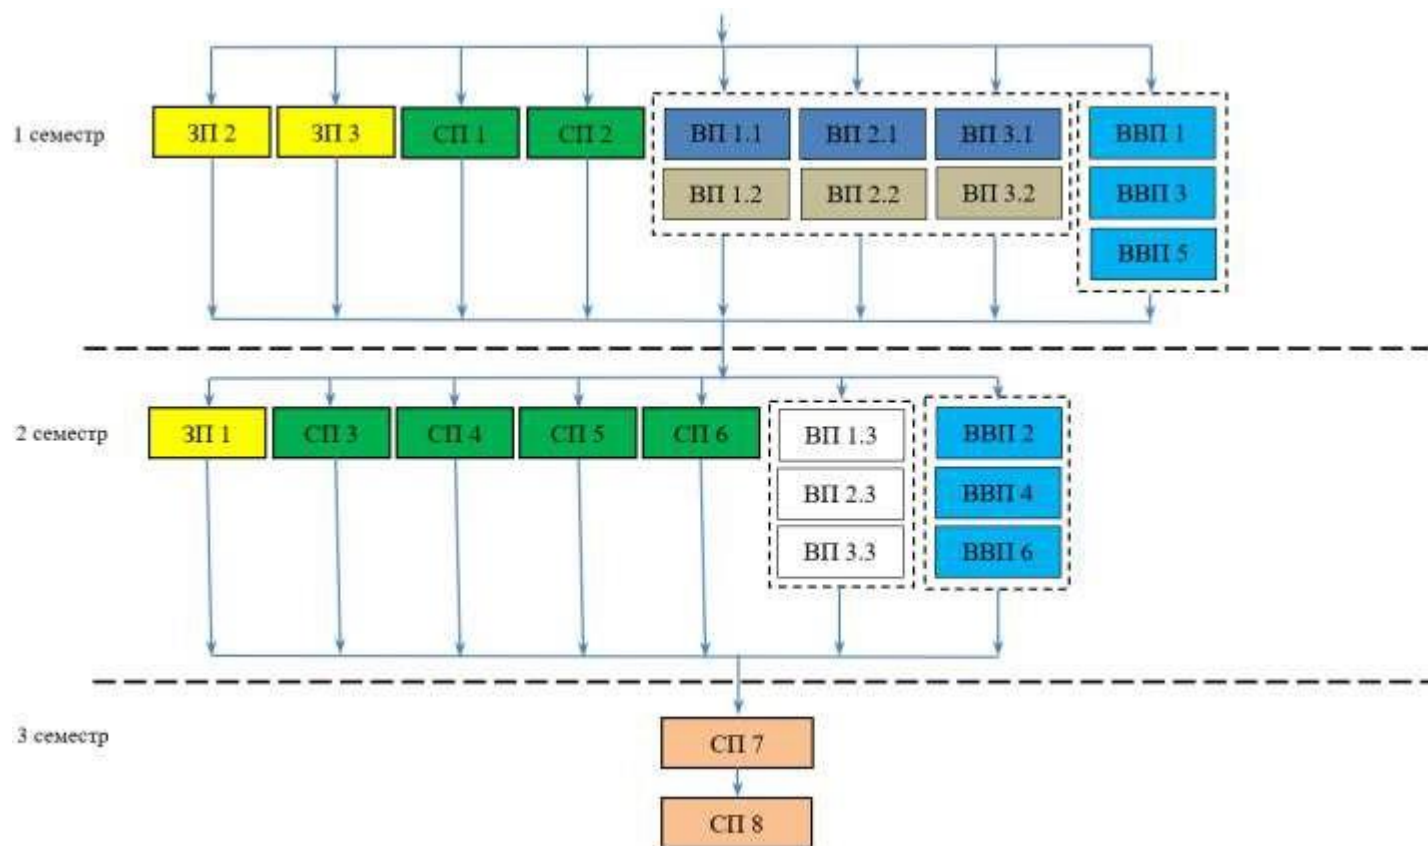 1 семестр
ЗП 2
ЗП 3
СП 1
СП 2
ВП 1.1
ВП 2.1
ВП 3.1
ВВП 1
ВП 1.2
ВП 2.2
ВП 3.2
ВВП 3
ВВП 5
2 семестр
ЗП 1
СП 3
СП 4
СП 5
СП 6
ВП 1.3
ВВП 2
ВП 2.3
ВВП 4
ВП 3.3
ВВП 6
3 семестр
СП 7
СП 8